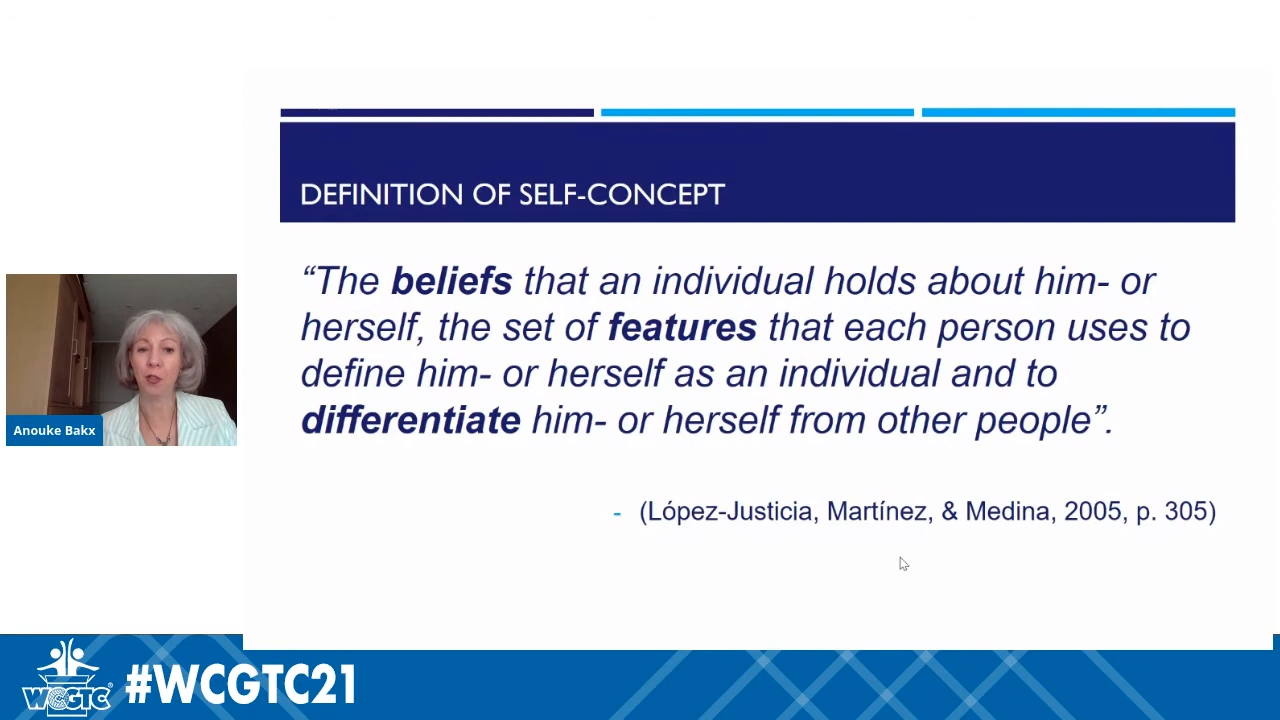 DEFINITION OF SELF-CONCEPT
“The beliefs that an individual holds about him- or
herself, the set of features that each person uses to
define him- or herself as an individual and to
differentiate him- or herself from other people”.
- (López-Justicia, Martínez, & Medina, 2005, p. 305)
Anouke Bakx
WCGTC
#WCGTC21